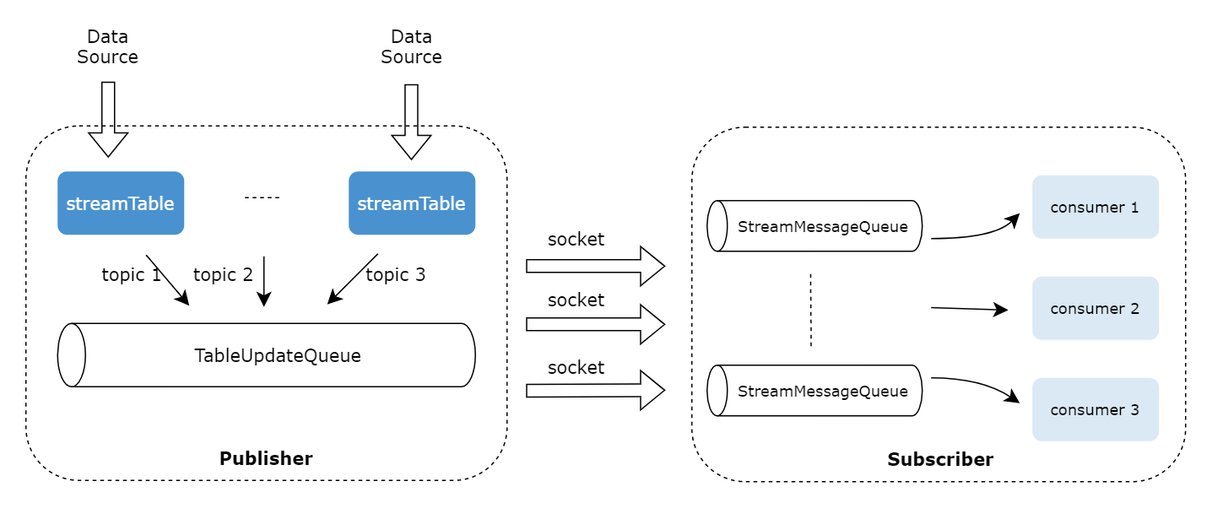 Data
Source
Data
Source
streamTable
streamTable
topic 1
topic 2
topic 3
TableUpdateQueue
Publisher
socket
socket
socket
StreamMessageQueue
StreamMessageQueue
consumer 1
consumer 2
consumer 3
Subscriber